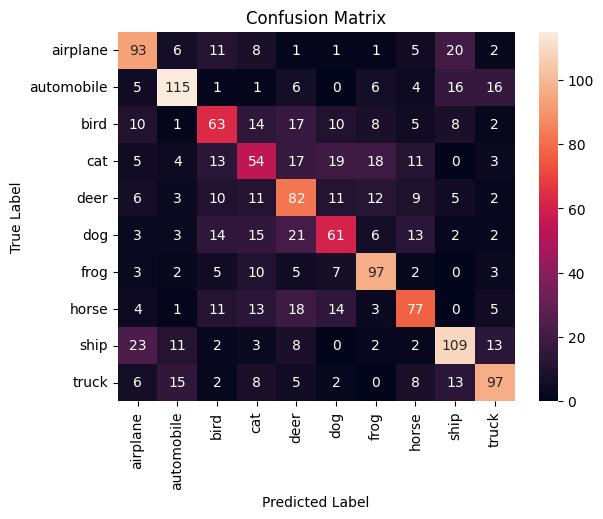 Confusion Matrix
airplane 93 6 11 8 1 1 1 5 20 2
automobile 5 115 1 1 6 0 6 4 16 16
bird 10 1 63 14 17 10 8 5 8 2
cat 5 4 13 54 17 19 18 11 0 3
deer 6 3 10 11 82 11 12 9 5 2
dog 3 3 14 15 21 61 6 13 2 2
frog 3 2 5 10 5 7 97 2 0 3
horse 4 1 11 13 18 14 3 77 0 5
ship 23 11 2 3 8 0 2 2 109 13
truck 6 15 2 8 5 2 0 8 13 97
airplane automobile bird cat deer dog frog horse ship truck
Predicted Label
True Label
100
80
60
40
20
0